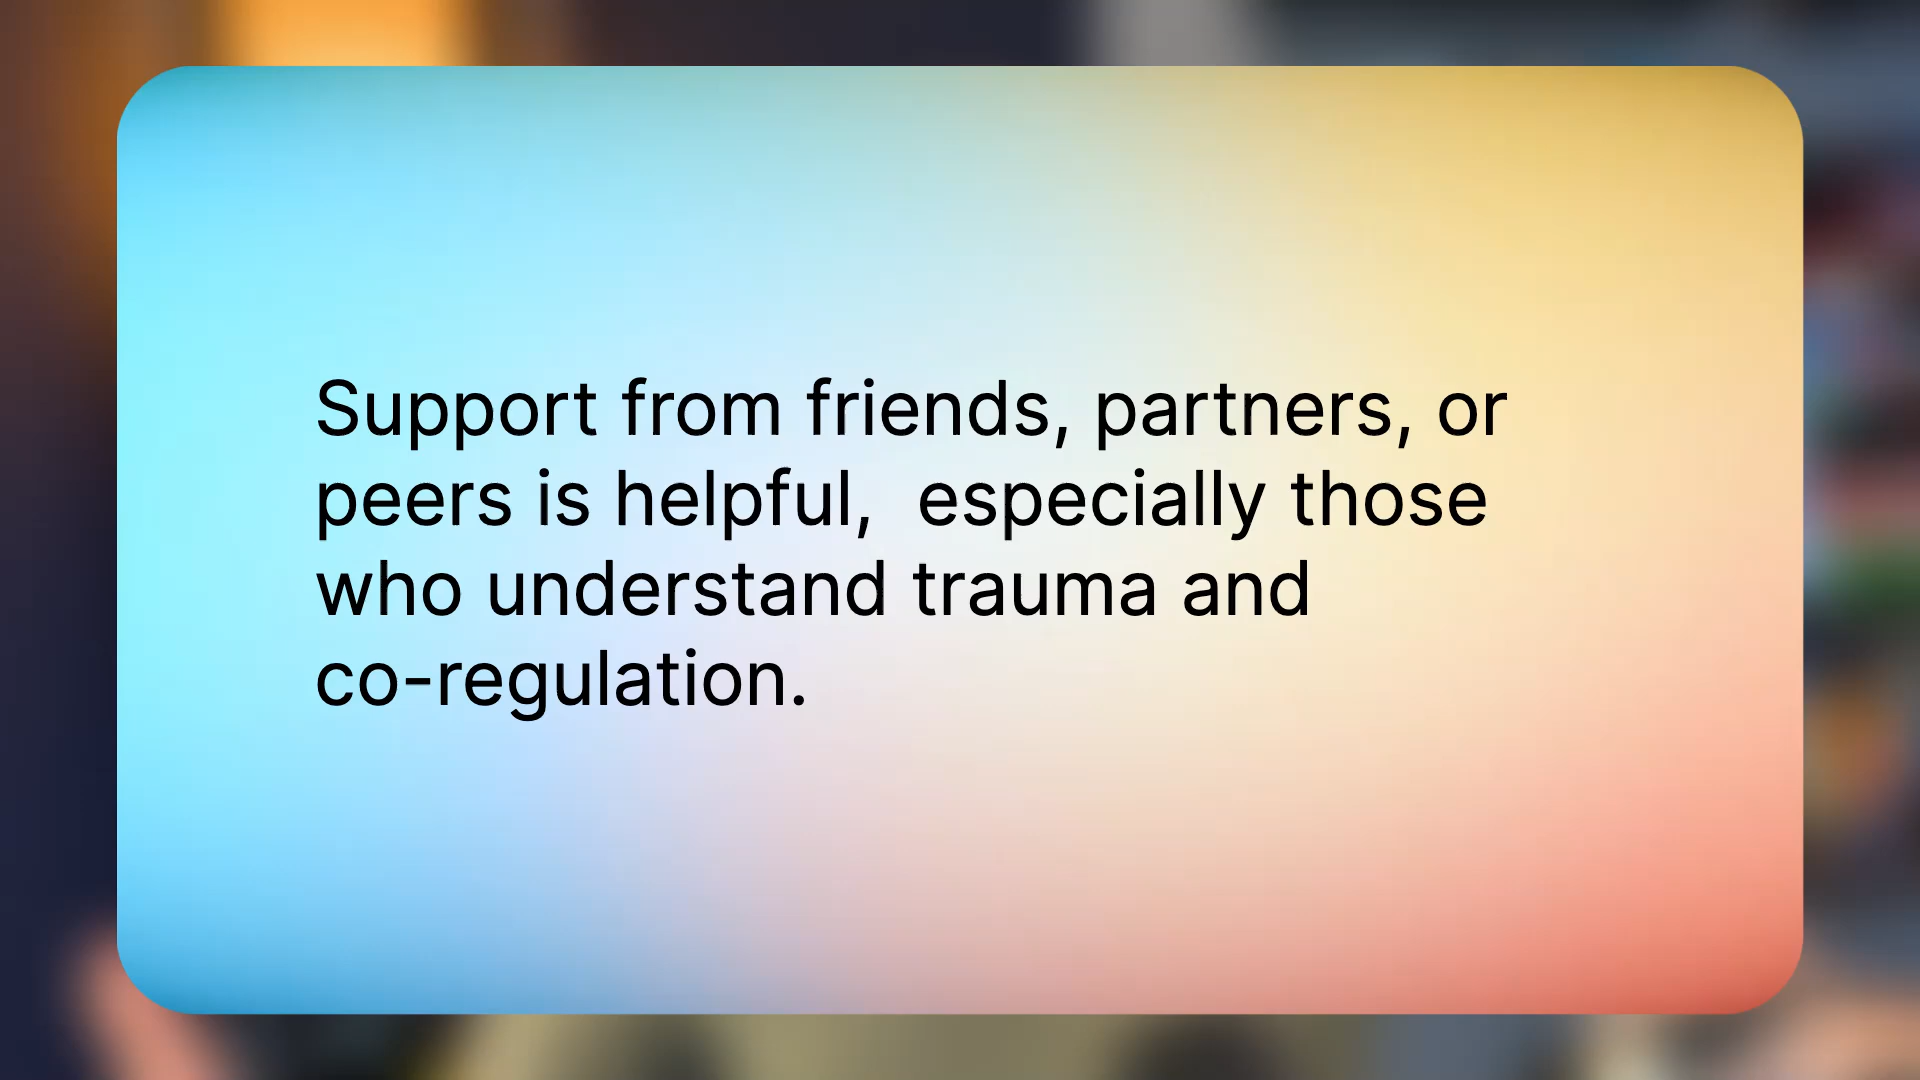 Support from friends, partners, or
peers is helpful,  especially those
who understand trauma and
co-regulation.